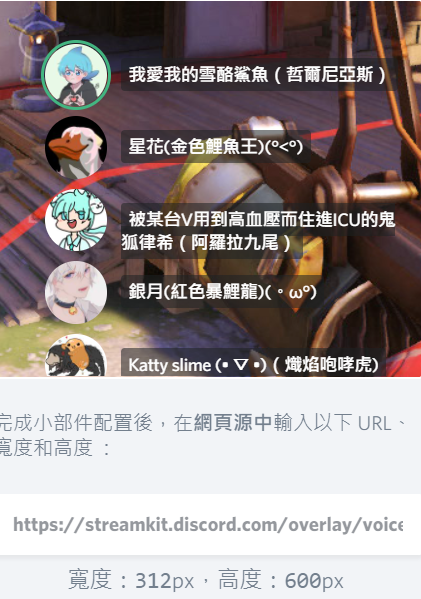 我愛我的雪酪鯊魚 ( 哲爾尼亞斯 )
星花(金色鯉魚王)(º<º)
被某台V用到高血壓而住進ICU的鬼
狐律希 ( 阿羅拉九尾 )
銀月(紅色暴鯉龍)(。ω°)
Katty slime (• ▽ •) ( 熾焰咆哮虎)
完成小部件配置後，在網頁源中輸入以下 URL、
寬度和高度 ：
https://streamkit.discord.com/overlay/voice
寬度：312px，高度：600px